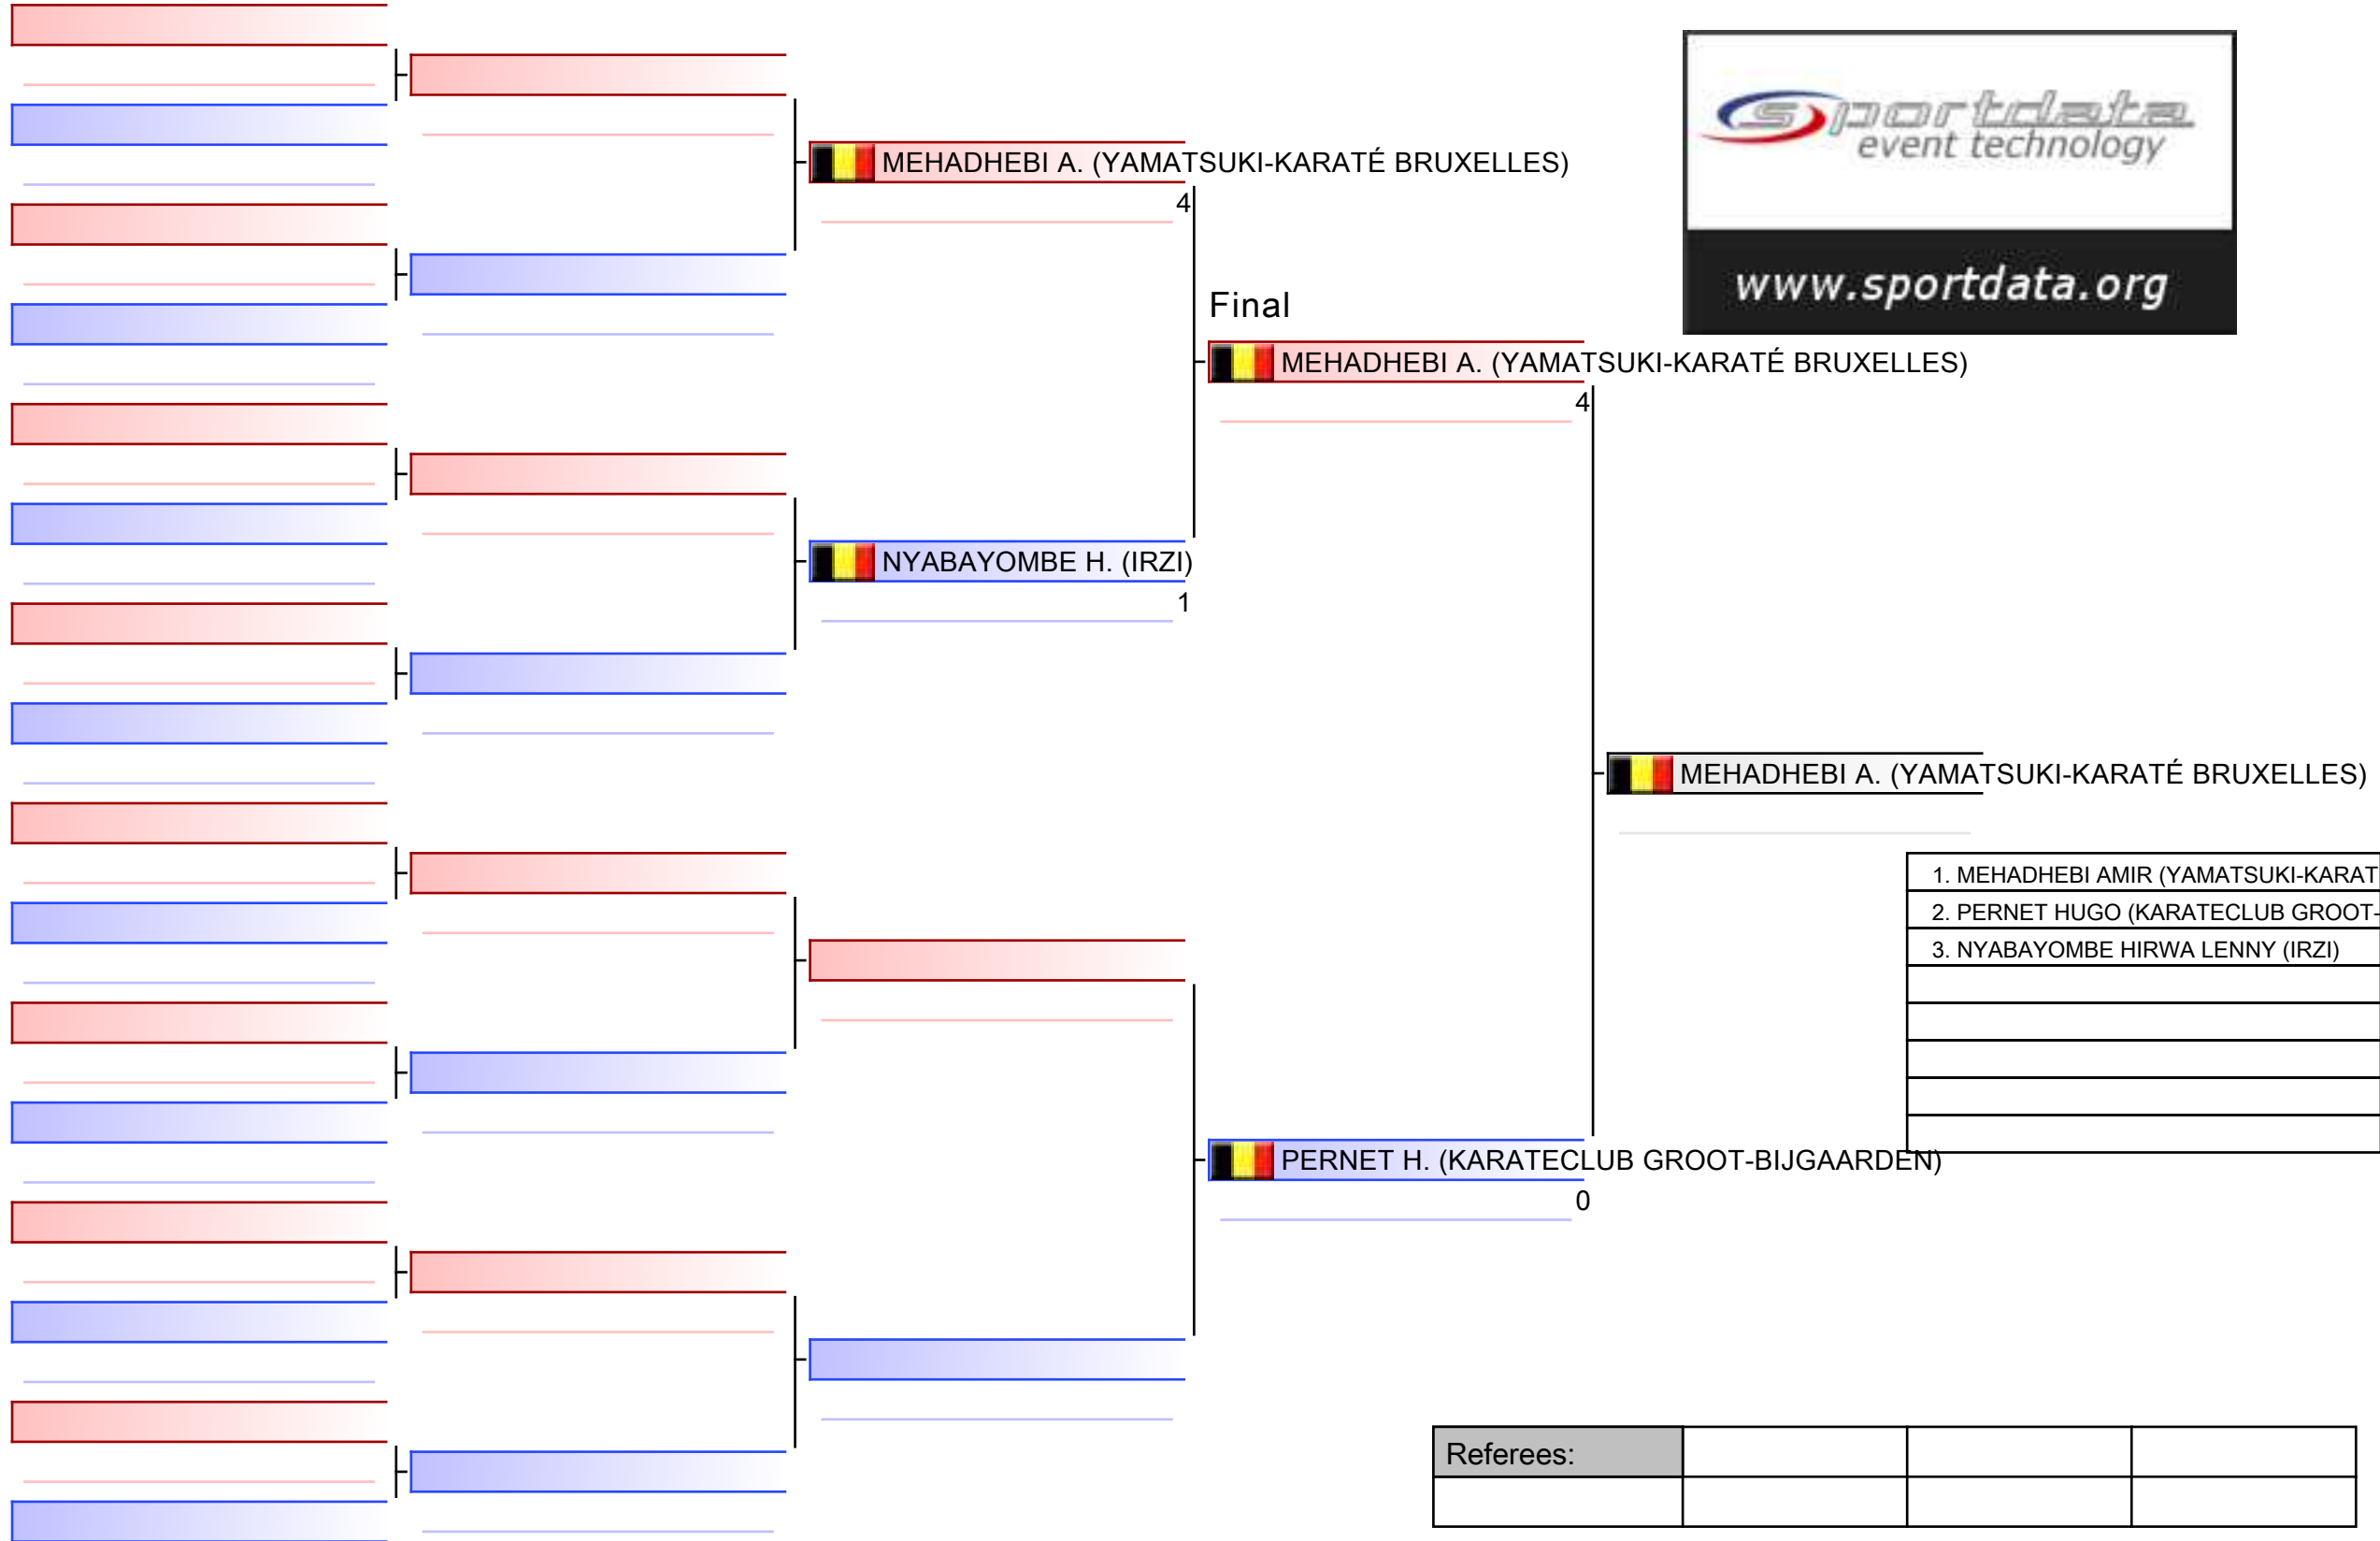 sportdata
event technology
www.sportdata.org
MEHADHEBI A. (YAMATSUKI-KARATÉ BRUXELLES)
4
Final
MEHADHEBI A. (YAMATSUKI-KARATÉ BRUXELLES)
4
NYABAYOMBE H. (IRZI)
1
MEHADHEBI A. (YAMATSUKI-KARATÉ BRUXELLES)
1. MEHADHEBI AMIR (YAMATSUKI-KARAT
2. PERNET HUGO (KARATECLUB GROOT-
3. NYABAYOMBE HIRWA LENNY (IRZI)
PERNET H. (KARATECLUB GROOT-BIJGAARDEN)
0
Referees: